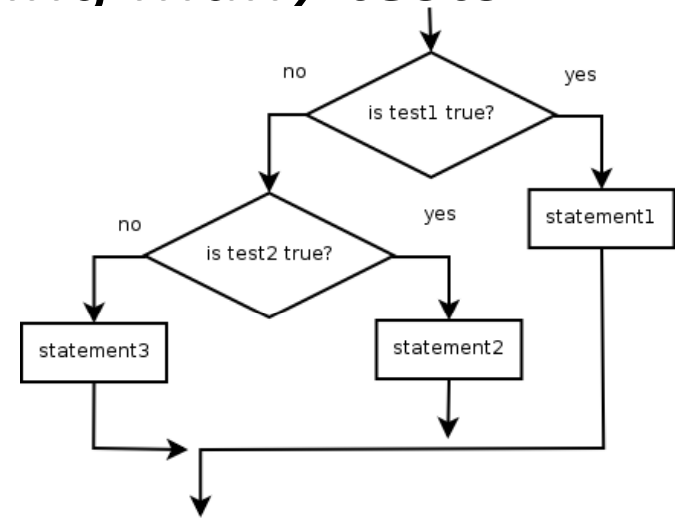 no
yes
is test1 true?
statement1
no
yes
is test2 true?
statement3
statement2